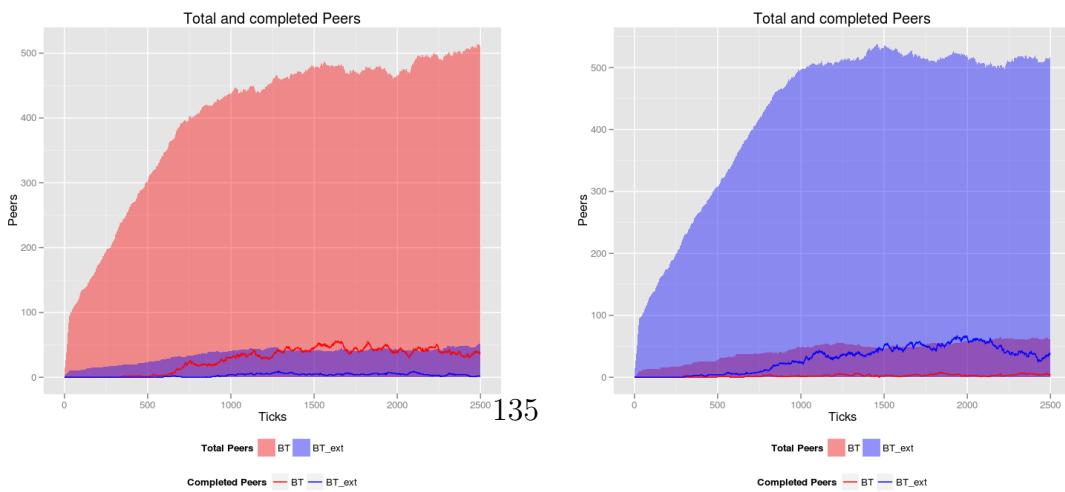 Total and completed Peers
500
400
300
200
100
0
Peers
0 500 1000 1500 2000 2500
Ticks
Total Peers BT BT_ext
Completed Peers BT BT_ext
135
Total and completed Peers
500
400
300
200
100
0
Peers
0 500 1000 1500 2000 2500
Ticks
Total Peers BT BT_ext
Completed Peers BT BT_ext